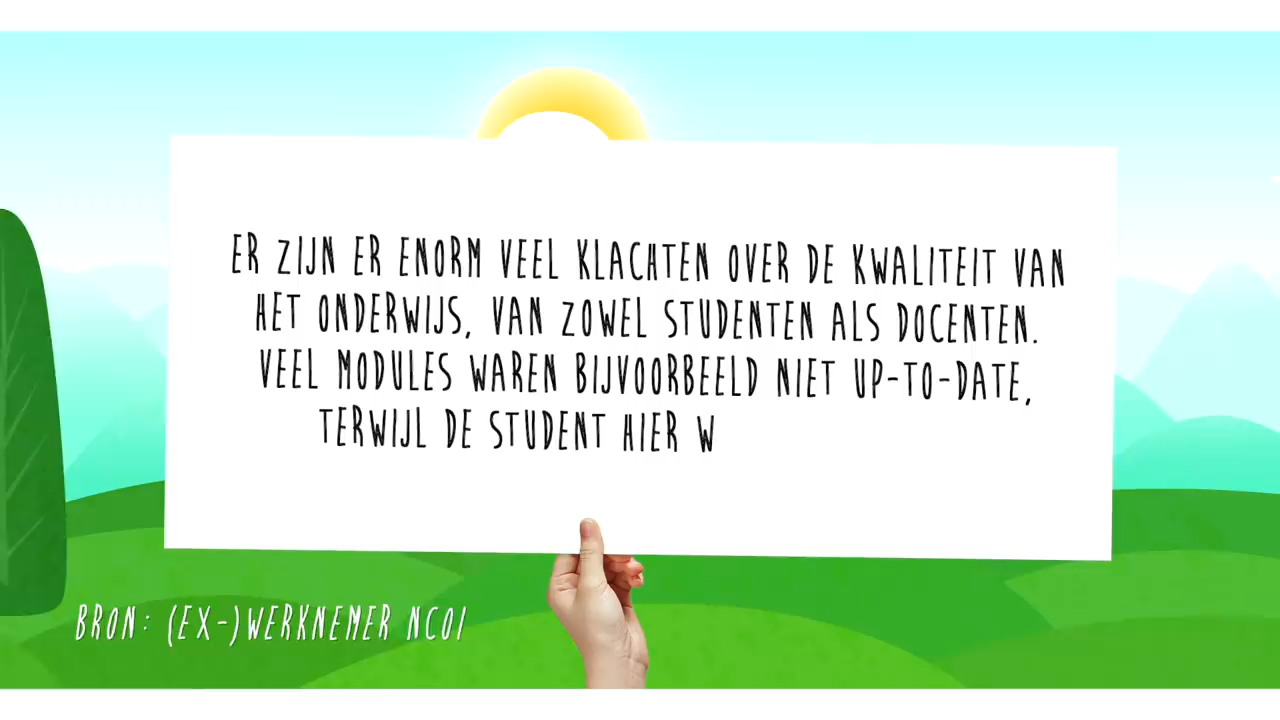 ER ZIJN ER ENORM VEEL KLACHTEN OVER DE KWALITEIT VAN
HET ONDERWIJS, VAN ZOWEL STUDENTEN ALS DOCENTEN.
VEEL MODULES WAREN BIJVOORBEELD NIET UP-TO-DATE,
TERWIJL DE STUDENT HIER W
BRON: (EX-)WERKNEMER NCOI